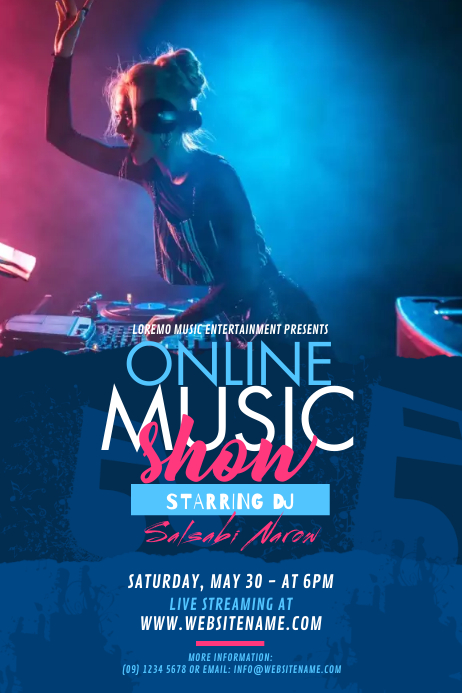 LOREMO MUSIC ENTERTAINMENT PRESENTS
ONLINE
MUSIC
Show
STARRING DJ
Salsabi Narow
SATURDAY, MAY 30 - AT 6PM
LIVE STREAMING AT
WWW.WEBSITENAME.COM
MORE INFORMATION:
(09) 1234 5678 OR EMAIL: INFO@WEBSITENAME.COM